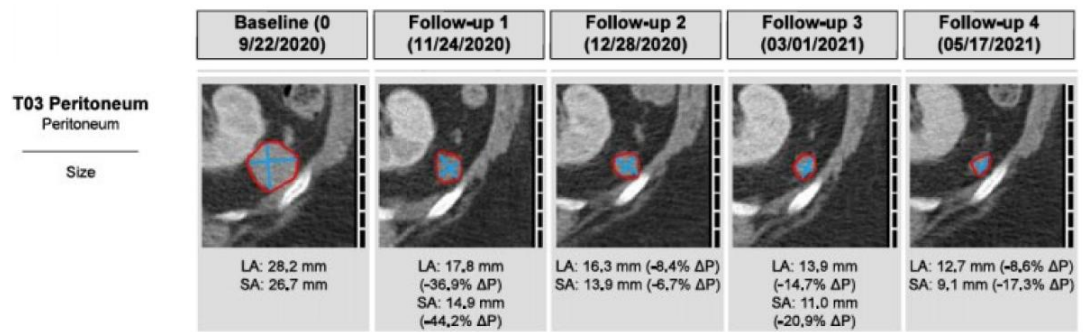 Baseline (0
9/22/2020)
Follow-up 1
(11/24/2020)
Follow-up 2
(12/28/2020)
Follow-up 3
(03/01/2021)
Follow-up 4
(05/17/2021)
T03 Peritoneum
Peritoneum
Size
LA: 28.2 mm
SA: 26.7 mm
LA: 17.8 mm
(-36.9% ΔP)
SA: 14.9 mm
(-44.2% ΔP)
LA: 16.3 mm (-8.4% ΔP)
SA: 13.9 mm (-6.7% ΔP)
LA: 13.9 mm
(-14.7% ΔP)
SA: 11.0 mm
(-20.9% ΔP)
LA: 12.7 mm (-8.6% ΔP)
SA: 9.1 mm (-17.3% ΔP)